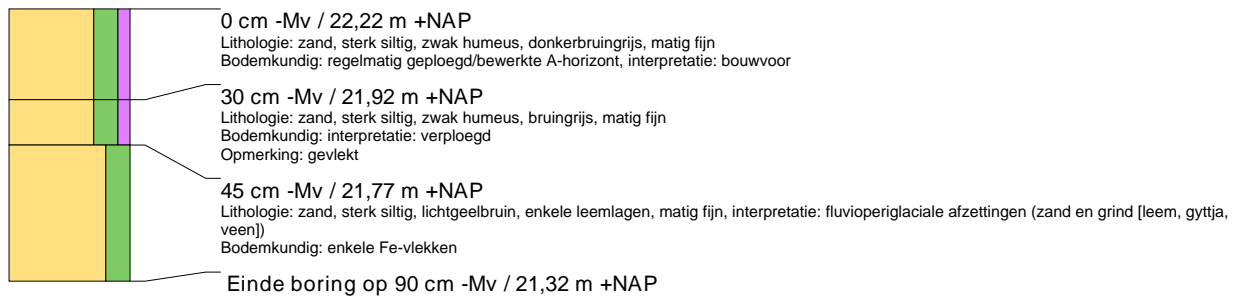 0 cm -Mv / 22,22 m +NAP
Lithologie: zand, sterk siltig, zwak humeus, donkerbruingrijs, matig fijn
Bodemkundig: regelmatig geploegd/bewerkte A-horizont, interpretatie: bouwvoor
30 cm -Mv / 21,92 m +NAP
Lithologie: zand, sterk siltig, zwak humeus, bruingrijs, matig fijn
Bodemkundig: interpretatie: verploegd
Opmerking: gevlekt
45 cm -Mv / 21,77 m +NAP
Lithologie: zand, sterk siltig, lichtgeelbruin, enkele leemlagen, matig fijn, interpretatie: fluvioperiglaciale afzettingen (zand en grind [leem, gyttja,
veen])
Bodemkundig: enkele Fe-vlekken
Einde boring op 90 cm -Mv / 21,32 m +NAP